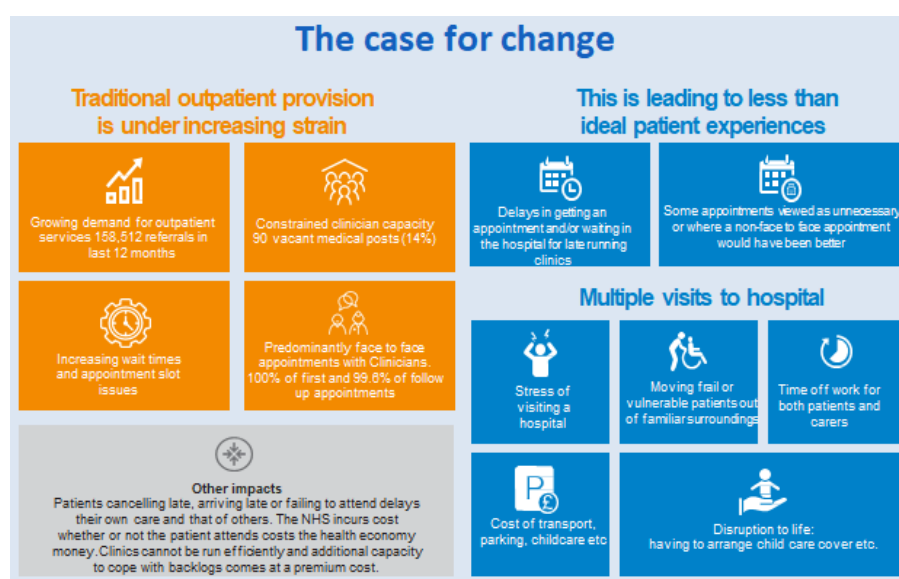 The case for change
Traditional outpatient provision
is under increasing strain
Growing demand for outpatient
services 158,512 referrals in
last 12 months
Constrained clinician capacity
90 vacant medical posts (14%)
Increasing wait times
and appointment slot
issues
Predominantly face to face
appointments with Clinicians.
100% of first and 99.6% of follow
up appointments
Other impacts
Patients cancelling late, arriving late or failing to attend delays
their own care and that of others. The NHS incurs cost
whether or not the patient attends costs the health economy
money. Clinics cannot be run efficiently and additional capacity
to cope with backlogs comes at a premium cost.
This is leading to less than
ideal patient experiences
Delays in getting an
appointment and/or waiting in
the hospital for late running
clinics
Some appointments viewed as unnecessary
or where a non-face to face appointment
would have been better
Multiple visits to hospital
Stress of
visiting a
hospital
Moving frail or
vulnerable patients out
of familiar surroundings
Time off work for
both patients and
carers
P
£
Cost of transport,
parking, childcare etc
Disruption to life:
having to arrange child care cover etc.